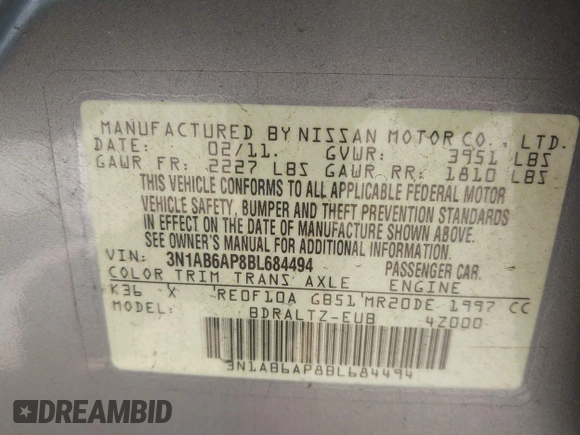 MANUFACTURED BY NISSAN MOTOR CO., LTD.
DATE: 02/11. GVWR: 3951 LBS
GAWR FR: 2227 LBS GAWR RR: 1810 LBS
THIS VEHICLE CONFORMS TO ALL APPLICABLE FEDERAL MOTOR
VEHICLE SAFETY, BUMPER AND THEFT PREVENTION STANDARDS
IN EFFECT ON THE DATE OF MANUFACTURE SHOWN ABOVE.
SEE OWNER'S MANUAL FOR ADDITIONAL INFORMATION.
VIN: 3N1AB6AP8BL684494 PASSENGER CAR.
COLOR TRIM TRANS AXLE ENGINE
K36 X RE0F10A GB51 MR20DE 1997 CC
MODEL: BDRALTZ-EUB 4Z000
3N1AB6AP8BL684494
DREAMBID